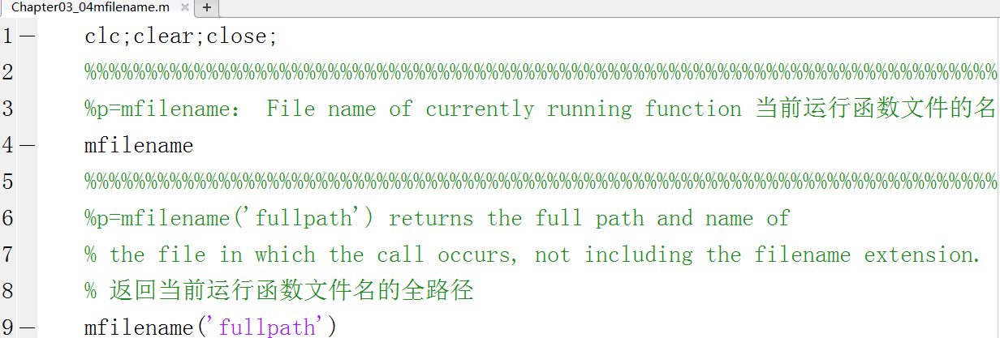 Chapter03_04mfilename.m × +
1 — clc;clear;close;
2 %%%%%%%%%%%%%%%%%%%%%%%%%%%%%%%%%%%%%%%%%%%%%%%%%%%%%%%%%%%%%%%%%%%%%%%%%%%
3 %p=mfilename: File name of currently running function 当前运行函数文件的名
4 — mfilename
5 %%%%%%%%%%%%%%%%%%%%%%%%%%%%%%%%%%%%%%%%%%%%%%%%%%%%%%%%%%%%%%%%%%%%%%%%%%%
6 %p=mfilename('fullpath') returns the full path and name of
7 % the file in which the call occurs, not including the filename extension.
8 % 返回当前运行函数文件名的全路径
9 — mfilename('fullpath')